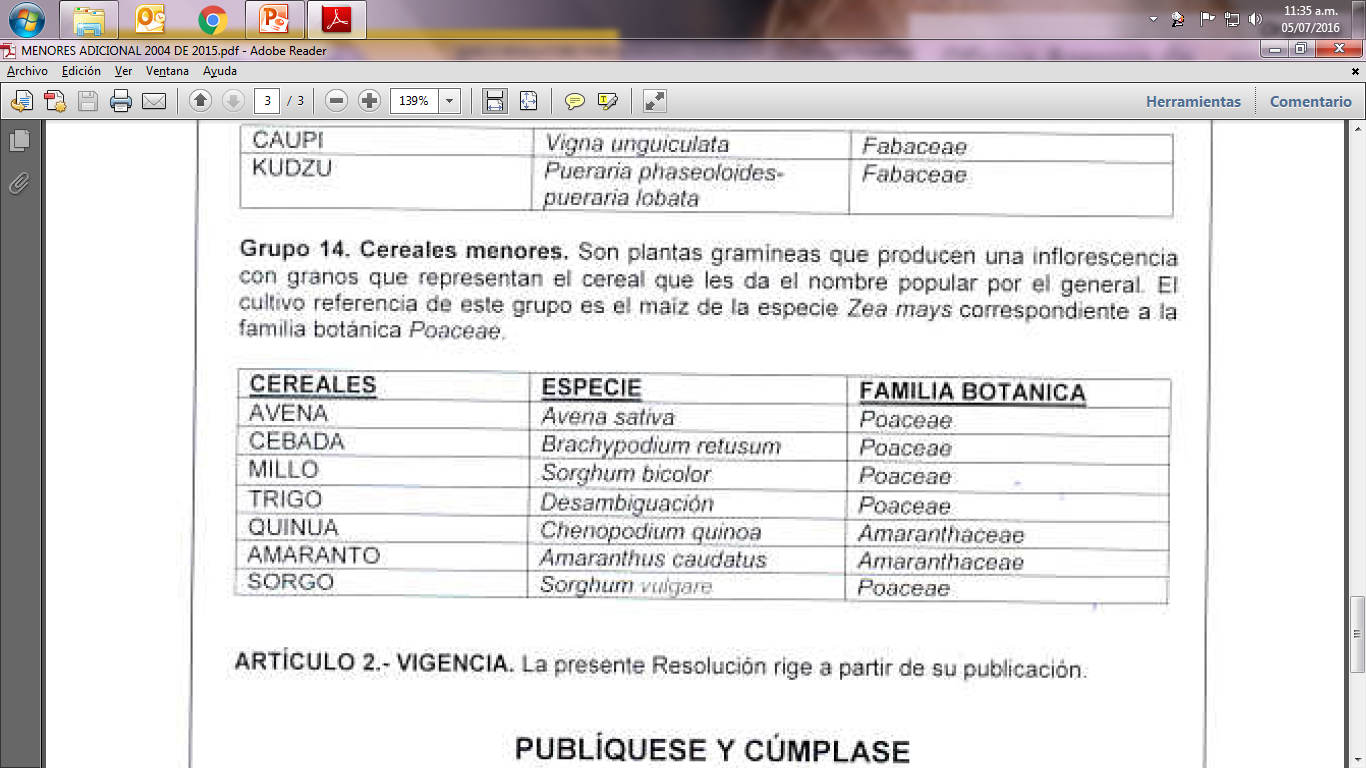 11:35 a.m.
05/07/2016
MENORES ADICIONAL 2004 DE 2015.pdf - Adobe Reader
Archivo Edición Ver Ventana Ayuda
3 / 3 139% Herramientas Comentario
CAUPI Vigna unguiculata Fabaceae
KUDZU Pueraria phaseoloides- Fabaceae
pueraria lobata
Grupo 14. Cereales menores. Son plantas gramineas que producen una inflorescencia
con granos que representan el cereal que les da el nombre popular por el general. El
cultivo referencia de este grupo es el maíz de la especie Zea mays correspondiente a la
familia botánica Poaceae.
CEREALES ESPECIE FAMILIA BOTANICA
AVENA Avena sativa Poaceae
CEBADA Brachypodium retusum Poaceae
MILLO Sorghum bicolor Poaceae
TRIGO Desambiguación Poaceae
QUINUA Chenopodium quinoa Amaranthaceae
AMARANTO Amaranthus caudatus Amaranthaceae
SORGO Sorghum vulgare Poaceae
ARTÍCULO 2.- VIGENCIA. La presente Resolución rige a partir de su publicación.
PUBLÍQUESE Y CÚMPLASE